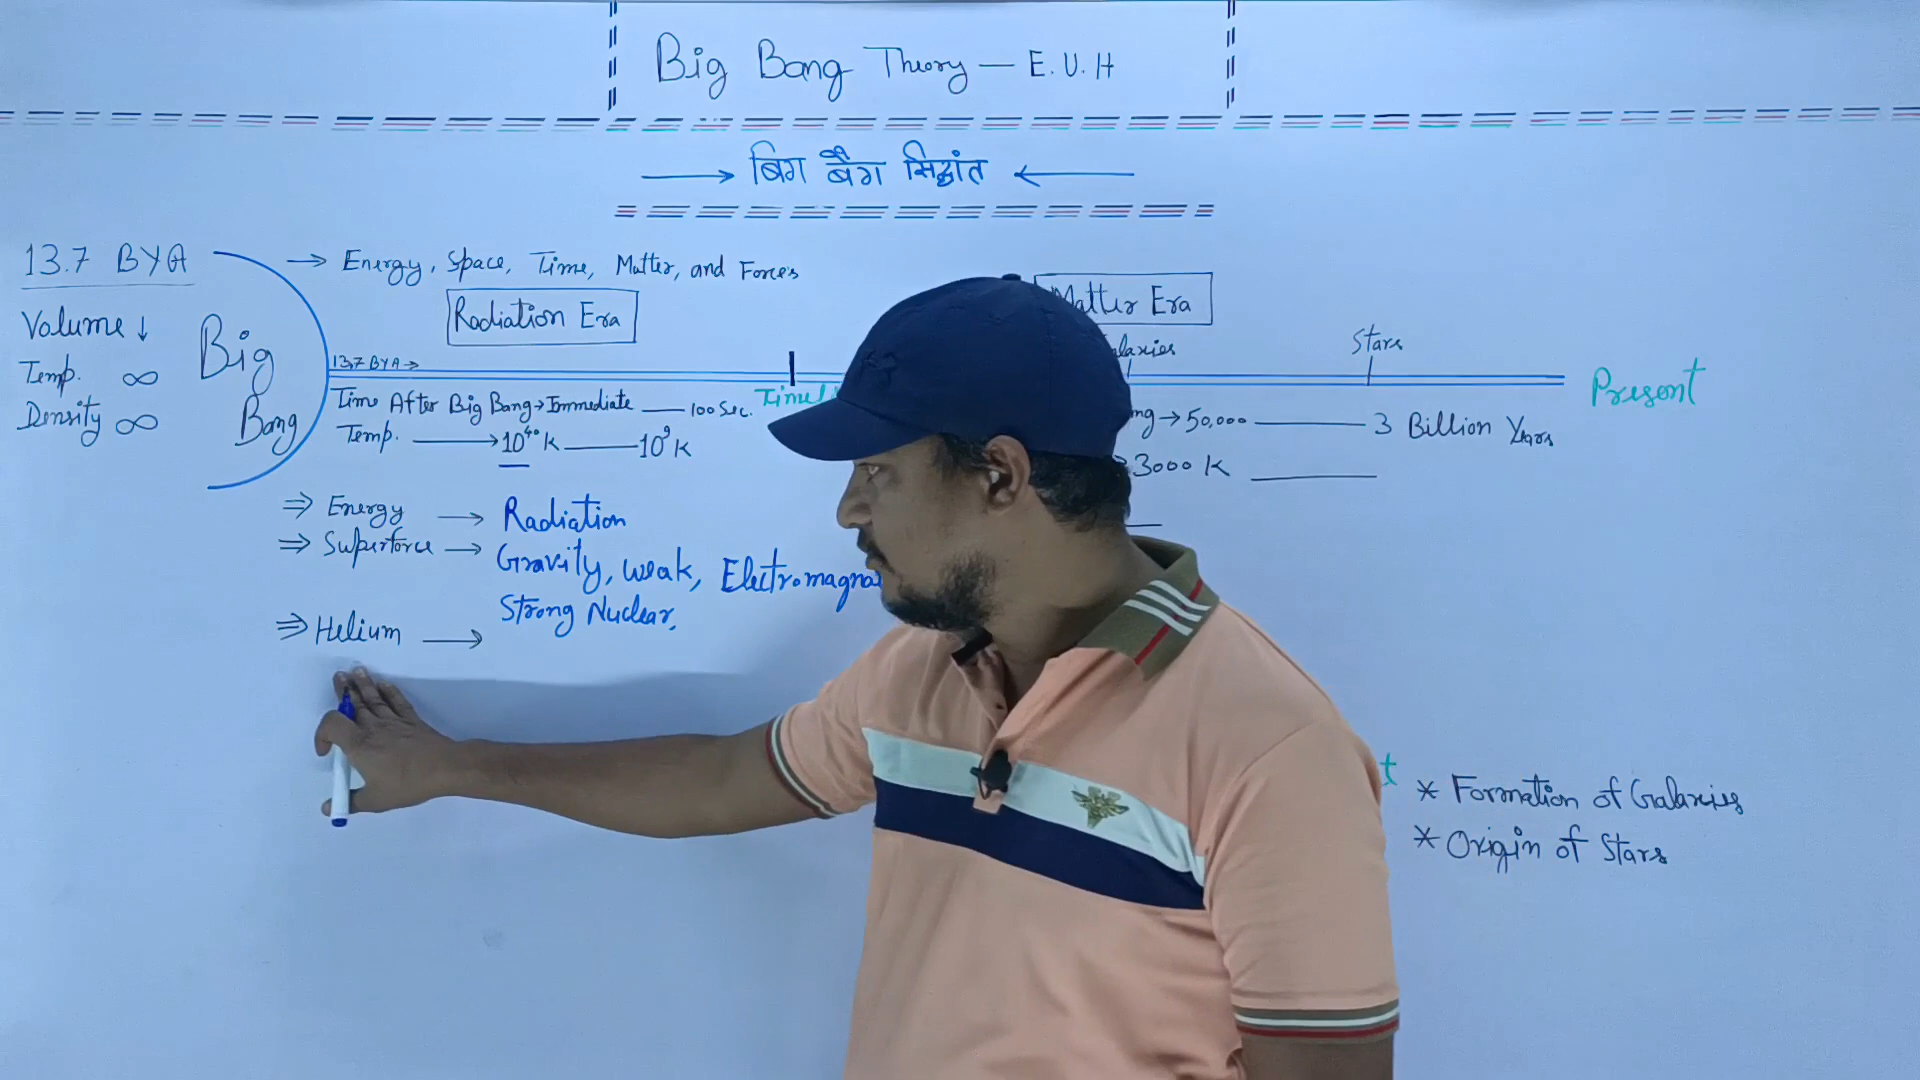 Big Bang Theory — E.U.H
→ बिग बैंग सिद्धांत ←
13.7 BYA
Volume ↓
Temp. ∞
Density ∞
Big
Bang
→ Energy, Space, Time, Matter, and Forces
Radiation Era
Matter Era
Stars
13.7 BYA →
Present
Time After Big Bang → Immediate — 100 Sec.
→ 50,000 — 3 Billion Years
Temp. → 10⁴⁰ K — 10⁹ K
3000 K
⇒ Energy → Radiation
⇒ Superforce → Gravity, Weak,
Strong Nuclear,
⇒ Helium →
* Formation of Galaxies
* Origin of Stars